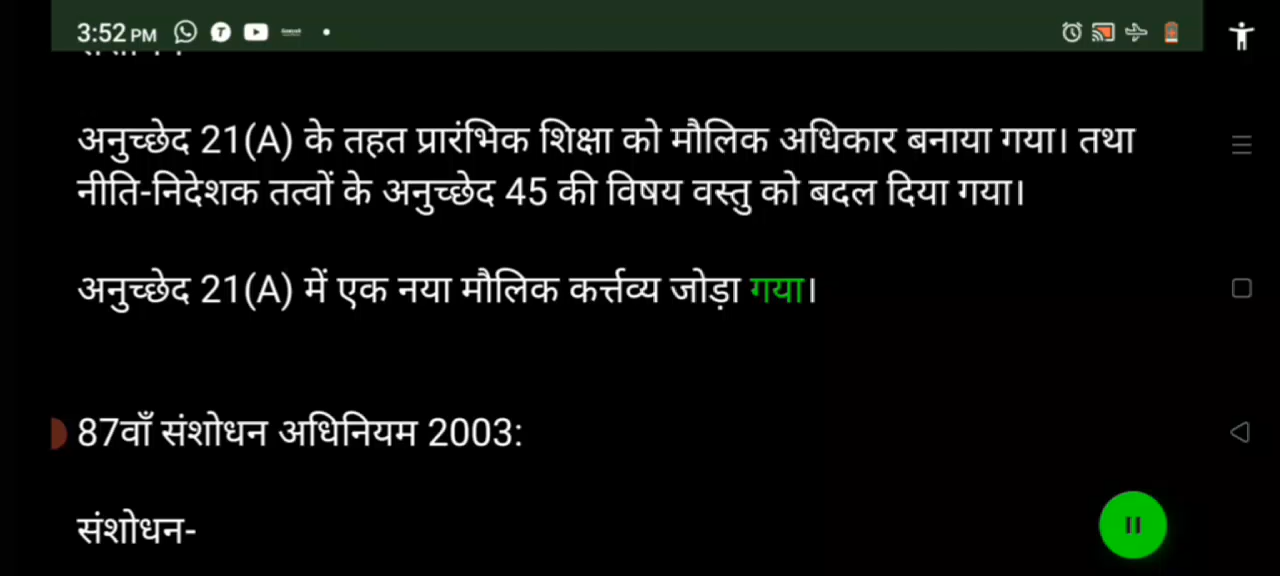 3:52 PM
अनुच्छेद 21(A) के तहत प्रारंभिक शिक्षा को मौलिक अधिकार बनाया गया। तथा
नीति-निदेशक तत्वों के अनुच्छेद 45 की विषय वस्तु को बदल दिया गया।
अनुच्छेद 21(A) में एक नया मौलिक कर्त्तव्य जोड़ा गया।
87वाँ संशोधन अधिनियम 2003:
संशोधन-